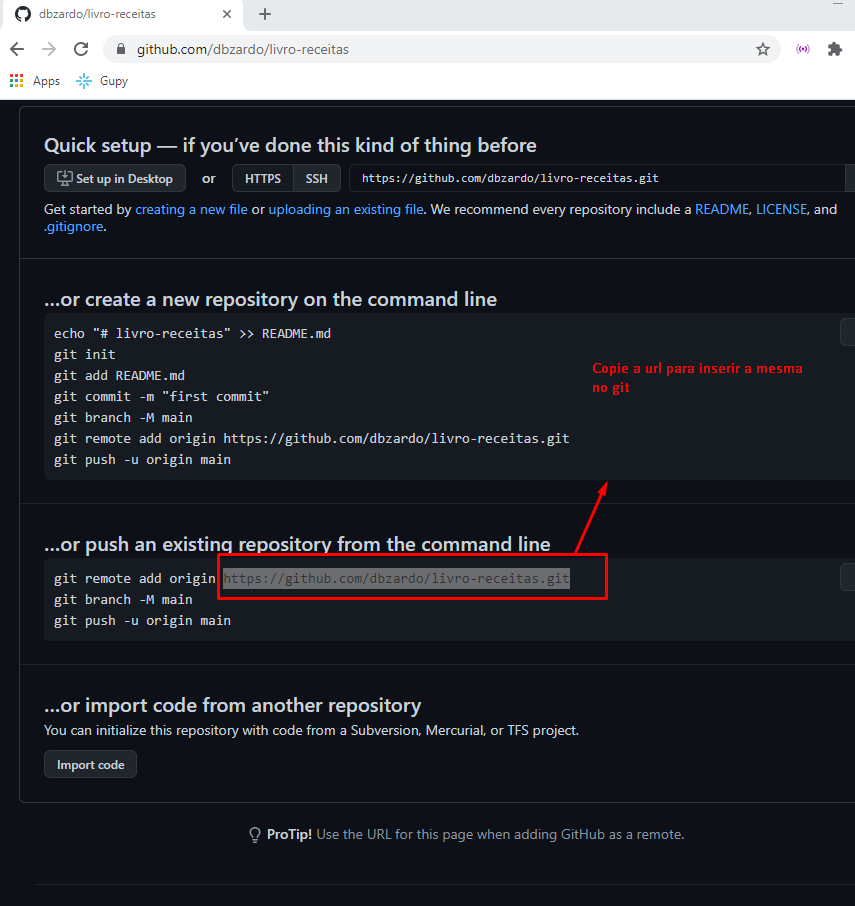 dbzardo/livro-receitas
github.com/dbzardo/livro-receitas
Apps Gupy
Quick setup — if you’ve done this kind of thing before
Set up in Desktop or HTTPS SSH https://github.com/dbzardo/livro-receitas.git
Get started by creating a new file or uploading an existing file. We recommend every repository include a README, LICENSE, and
.gitignore.
...or create a new repository on the command line
echo "# livro-receitas" >> README.md
git init
git add README.md
git commit -m "first commit"
git branch -M main
git remote add origin https://github.com/dbzardo/livro-receitas.git
git push -u origin main
Copie a url para inserir a mesma
no git
...or push an existing repository from the command line
git remote add origin https://github.com/dbzardo/livro-receitas.git
git branch -M main
git push -u origin main
...or import code from another repository
You can initialize this repository with code from a Subversion, Mercurial, or TFS project.
Import code
ProTip! Use the URL for this page when adding GitHub as a remote.